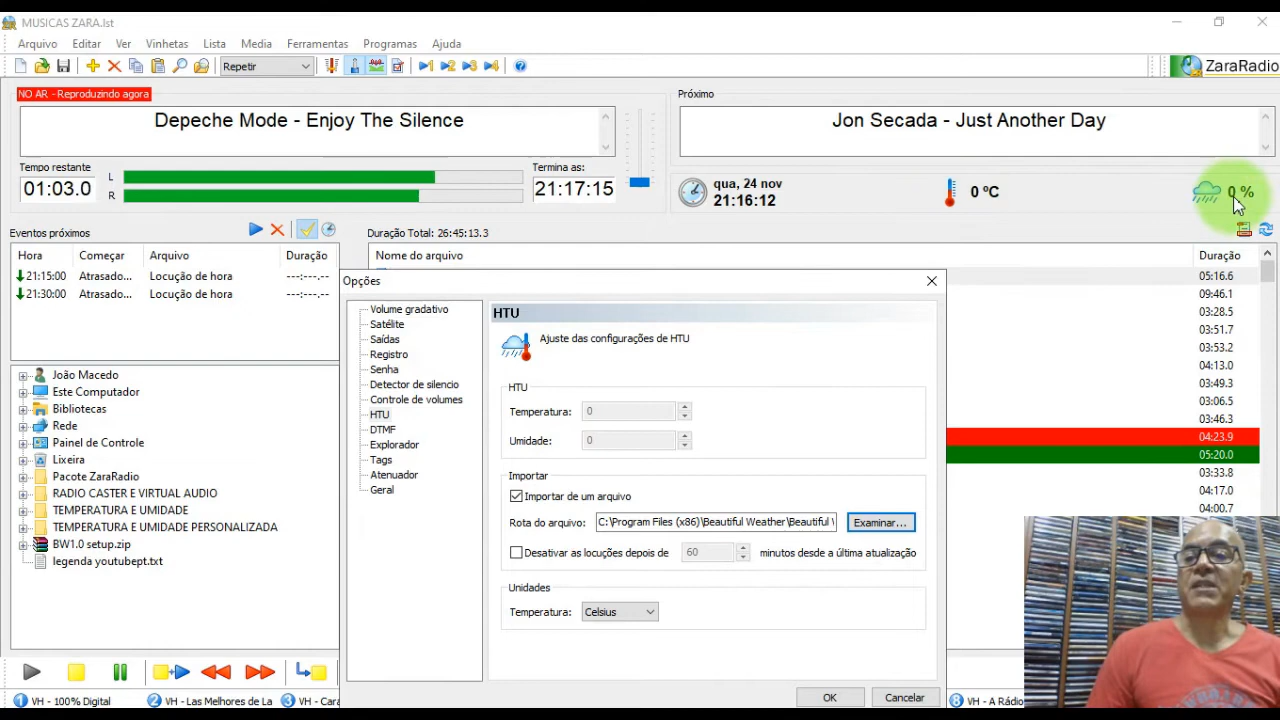 MUSICAS ZARA.lst
Arquivo Editar Ver Vinhetas Lista Media Ferramentas Programas Ajuda
Repetir 1 2 3 4 ZaraRadio
NO AR - Reproduzindo agora
Depeche Mode - Enjoy The Silence
Tempo restante
01:03.0
L
R
Termina as:
21:17:15
Próximo
Jon Secada - Just Another Day
qua, 24 nov
21:16:12
0 ºC
0 %
Eventos próximos
Hora Começar Arquivo Duração
21:15:00 Atrasado... Locução de hora ---:---.--
21:30:00 Atrasado... Locução de hora ---:---.--
Duração Total: 26:45:13.3
Nome do arquivo Duração
05:16.6
09:46.1
03:28.5
03:51.7
03:53.2
04:13.0
03:49.3
03:06.5
03:46.3
04:23.9
05:20.0
03:33.8
04:17.0
04:00.7
João Macedo
Este Computador
Bibliotecas
Rede
Painel de Controle
Lixeira
Pacote ZaraRadio
RADIO CASTER E VIRTUAL AUDIO
TEMPERATURA E UMIDADE
TEMPERATURA E UMIDADE PERSONALIZADA
BW1.0 setup.zip
legenda youtubept.txt
Opções
Volume gradativo
Satélite
Saídas
Registro
Senha
Detector de silencio
Controle de volumes
HTU
DTMF
Explorador
Tags
Atenuador
Geral
HTU
Ajuste das configurações de HTU
HTU
Temperatura: 0
Umidade: 0
Importar
Importar de um arquivo
Rota do arquivo: C:\Program Files (x86)\Beautiful Weather\Beautiful \ Examinar...
Desativar as locuções depois de 60 minutos desde a última atualização
Unidades
Temperatura: Celsius
OK Cancelar
1 VH - 100% Digital 2 VH - Las Melhores de La 3 VH - Cara 8 VH - A Rádio